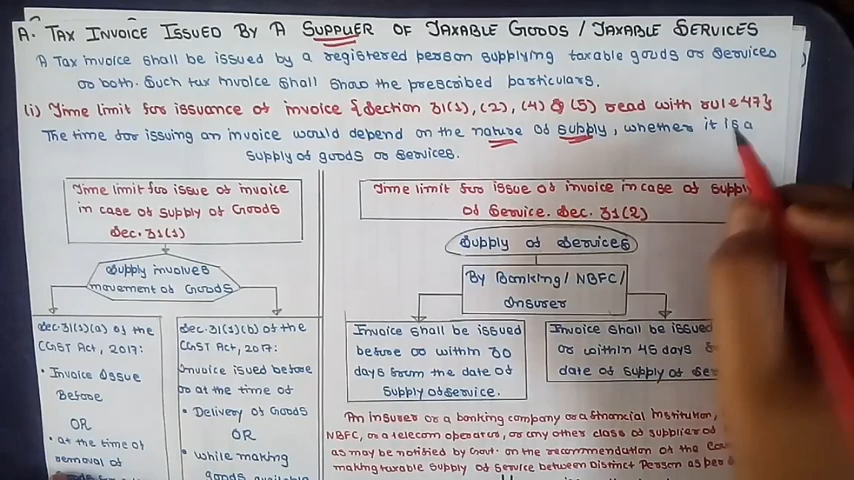 A. TAX INVOICE ISSUED BY A SUPPLIER OF TAXABLE GOODS / TAXABLE SERVICES
A Tax invoice shall be issued by a registered person supplying taxable goods or Services
or both. Such tax invoice shall show the prescribed particulars.
(i) Time limit for issuance of invoice {Section 31(1), (2), (4) & (5) read with rule 47}
The time for issuing an invoice would depend on the nature of supply, whether it is a
supply of goods or services.
Time limit for issue of invoice
in case of supply of Goods
Sec. 31(1)
Supply involves
movement of Goods
Sec. 31(1)(a) of the
CGST Act, 2017:
• Invoice Issue
Before
OR
• at the time of
removal of
Sec. 31(1)(b) of the
CGST Act, 2017:
Invoice isued before
or at the time of
• Delivery of Goods
OR
• while making
goods available
Time limit for issue of invoice in case of supply
of Service. Sec. 31(2)
Supply of Services
By Banking/ NBFC/
Insurer
Invoice shall be issued
before or within 30
days from the date of
Supply of service.
Invoice shall be issued
or within 45 days
date of supply of
An insurer or a banking company or a financial institution,
NBFC, or a telecom operator, or any other class of supplier of
as may be notified by Govt. on the recommendation of the
making taxable supply of service between Distinct Person as per